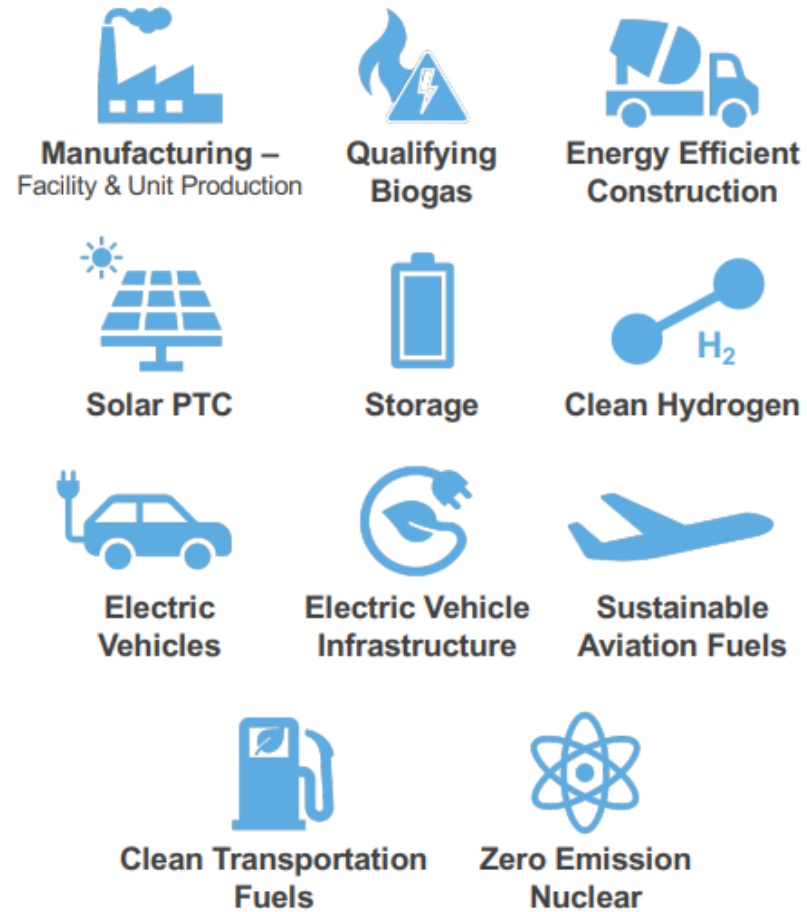 Manufacturing –
Facility & Unit Production
Qualifying
Biogas
Energy Efficient
Construction
Solar PTC
Storage
H₂
Clean Hydrogen
Electric
Vehicles
Electric Vehicle
Infrastructure
Sustainable
Aviation Fuels
Clean Transportation
Fuels
Zero Emission
Nuclear